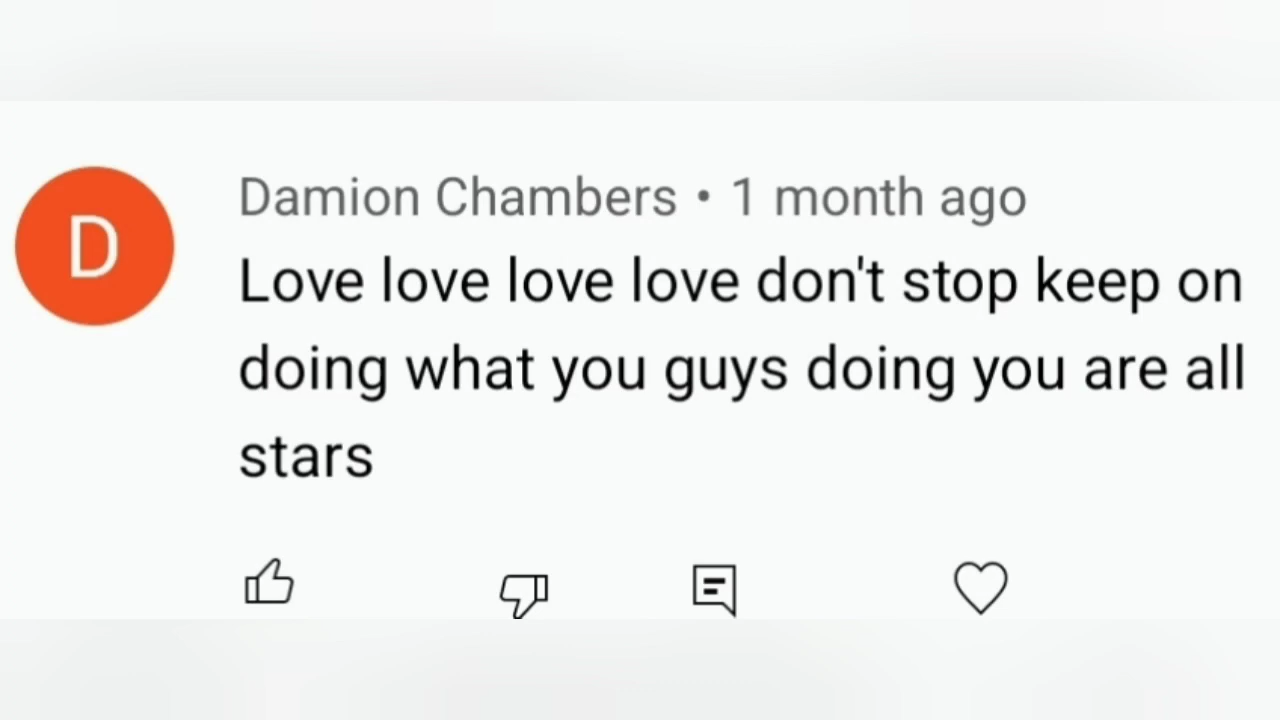 D
Damion Chambers • 1 month ago
Love love love love don't stop keep on
doing what you guys doing you are all
stars